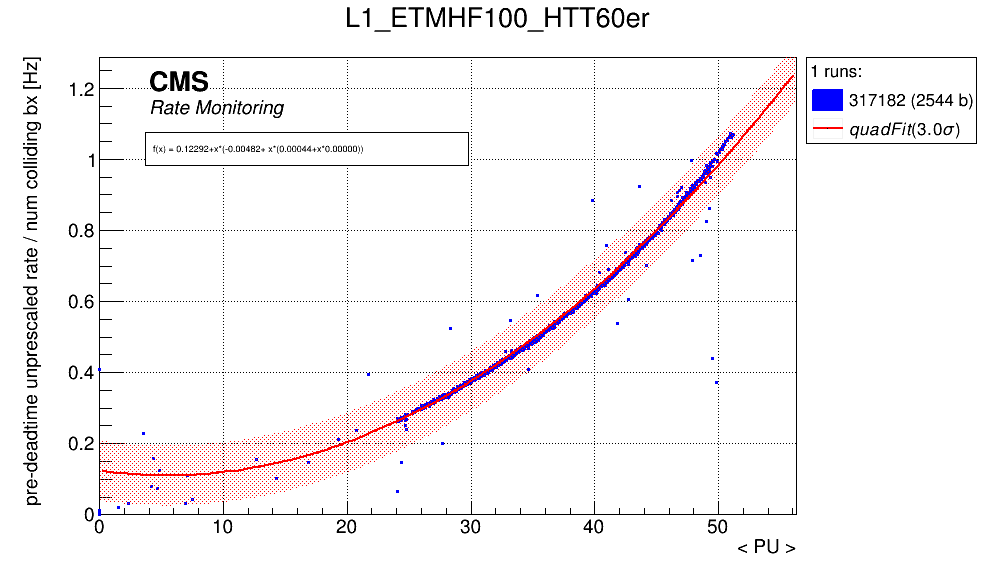 L1_ETMHF100_HTT60er
CMS
Rate Monitoring
f(x) = 0.12292+x*(-0.00482+ x*(0.00044+x*0.00000))
1 runs:
317182 (2544 b)
quadFit(3.0σ)
pre-deadtime unprescaled rate / num colliding bx [Hz]
1.2
1
0.8
0.6
0.4
0.2
0
0 10 20 30 40 50
< PU >